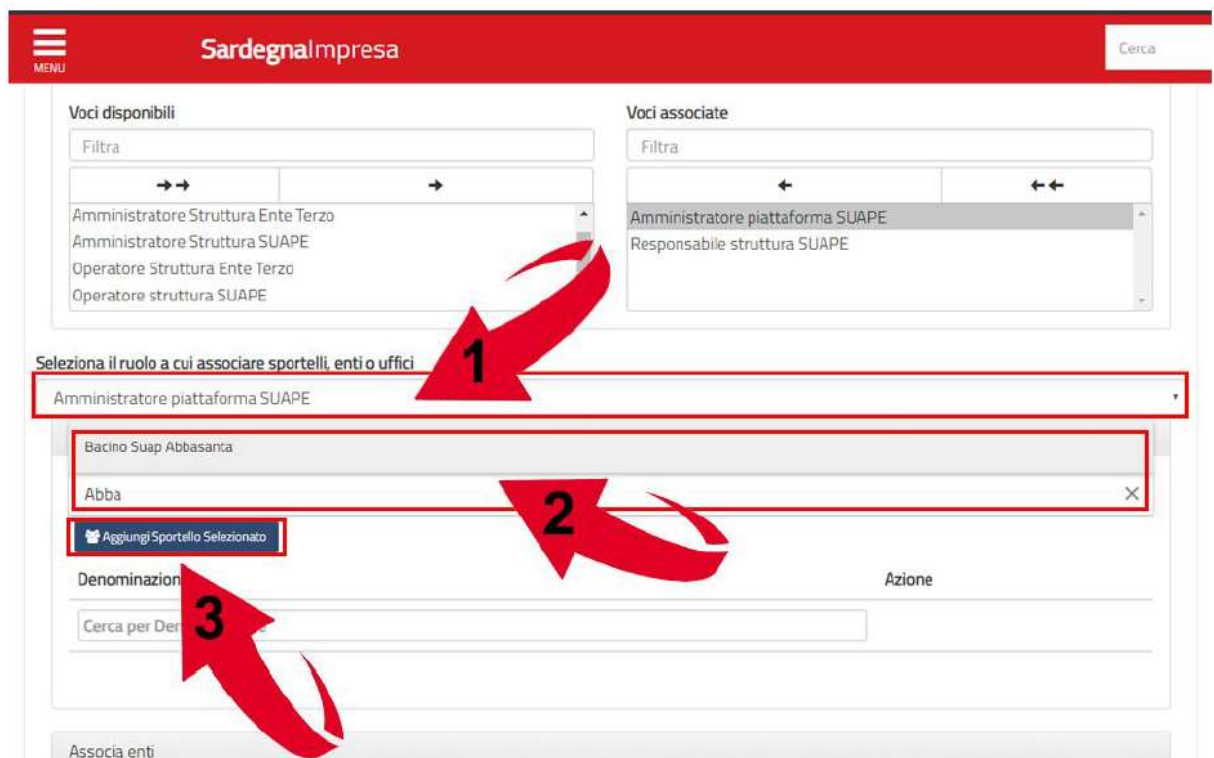 MENU
SardegnaImpresa
Cerca
Voci disponibili
Filtra
Amministratore Struttura Ente Terzo
Amministratore Struttura SUAPE
Operatore Struttura Ente Terzo
Operatore struttura SUAPE
Voci associate
Filtra
Amministratore piattaforma SUAPE
Responsabile struttura SUAPE
Seleziona il ruolo a cui associare sportelli, enti o uffici
1
Amministratore piattaforma SUAPE
Bacino Suap Abbasanta
Abba
2
Aggiungi Sportello Selezionato
Denominazion
Azione
Cerca per
3
Associa enti